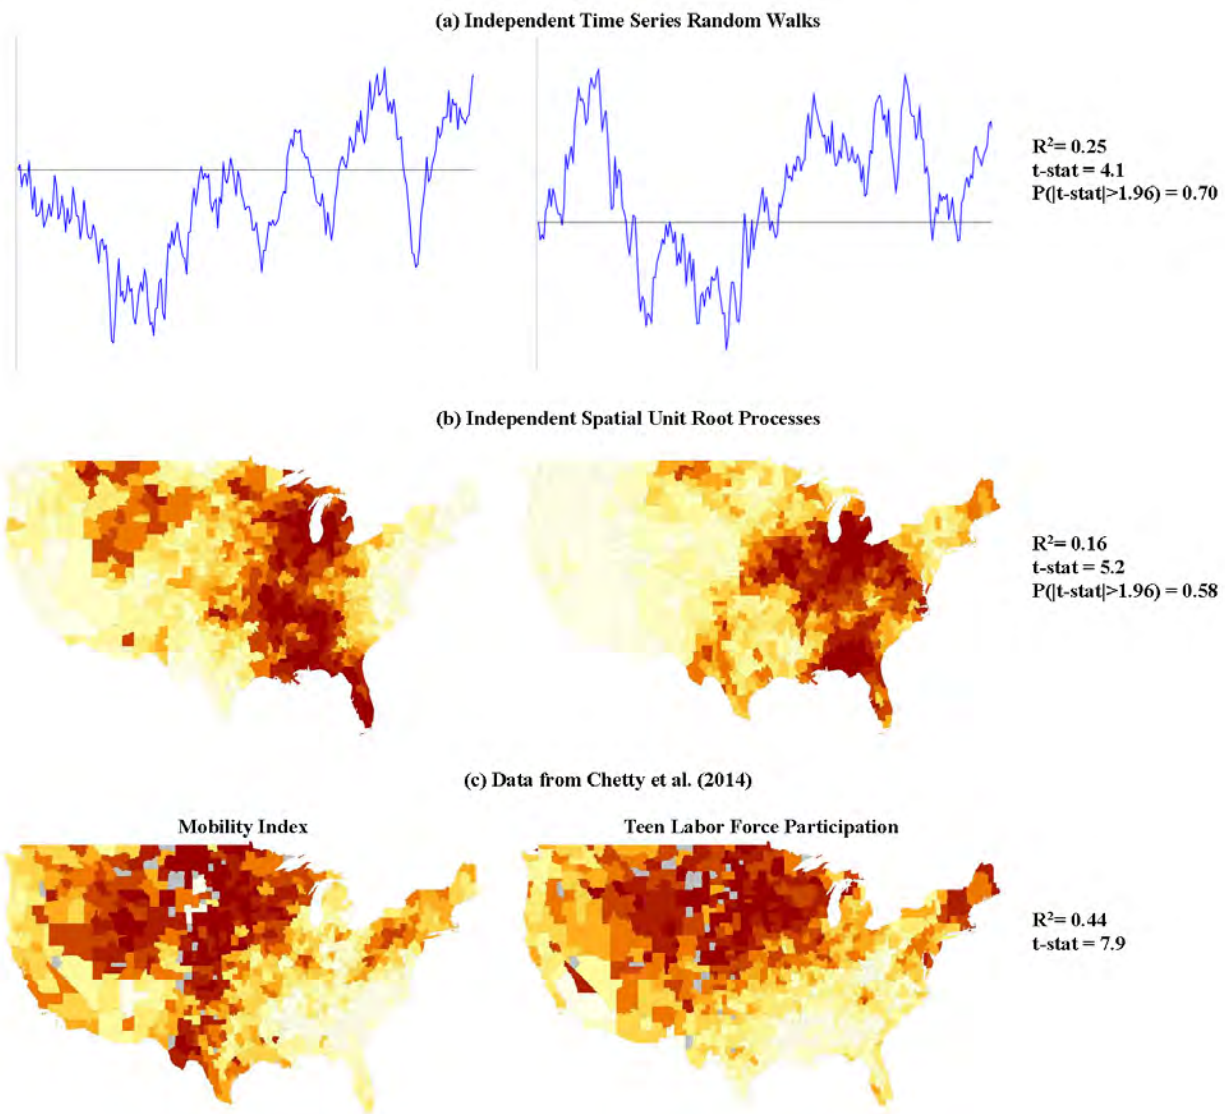 (a) Independent Time Series Random Walks
R²= 0.25
t-stat = 4.1
P(|t-stat|>1.96) = 0.70
(b) Independent Spatial Unit Root Processes
R²= 0.16
t-stat = 5.2
P(|t-stat|>1.96) = 0.58
(c) Data from Chetty et al. (2014)
Mobility Index
Teen Labor Force Participation
R²= 0.44
t-stat = 7.9